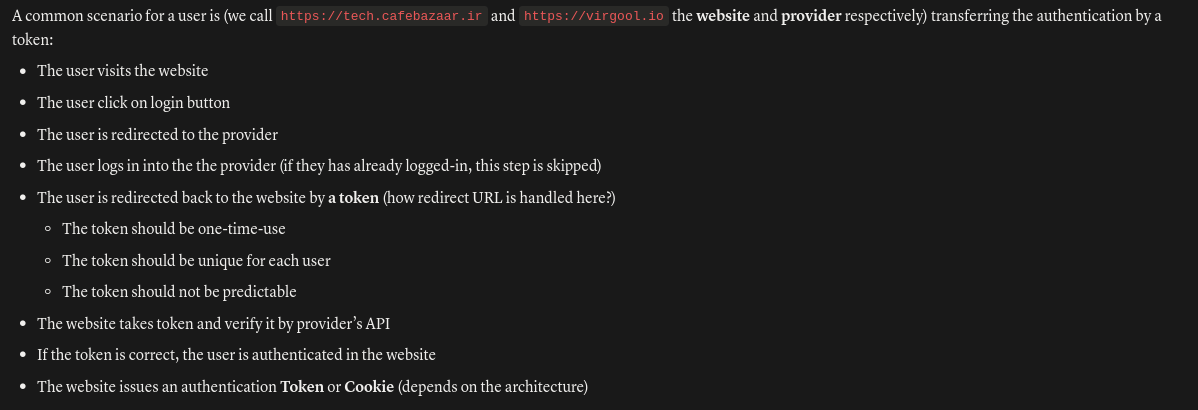 A common scenario for a user is (we call https://tech.cafebazaar.ir and https://virgool.io the website and provider respectively) transferring the authentication by a
token:
• The user visits the website
• The user click on login button
• The user is redirected to the provider
• The user logs in into the the provider (if they has already logged-in, this step is skipped)
• The user is redirected back to the website by a token (how redirect URL is handled here?)
◦ The token should be one-time-use
◦ The token should be unique for each user
◦ The token should not be predictable
• The website takes token and verify it by provider’s API
• If the token is correct, the user is authenticated in the website
• The website issues an authentication Token or Cookie (depends on the architecture)